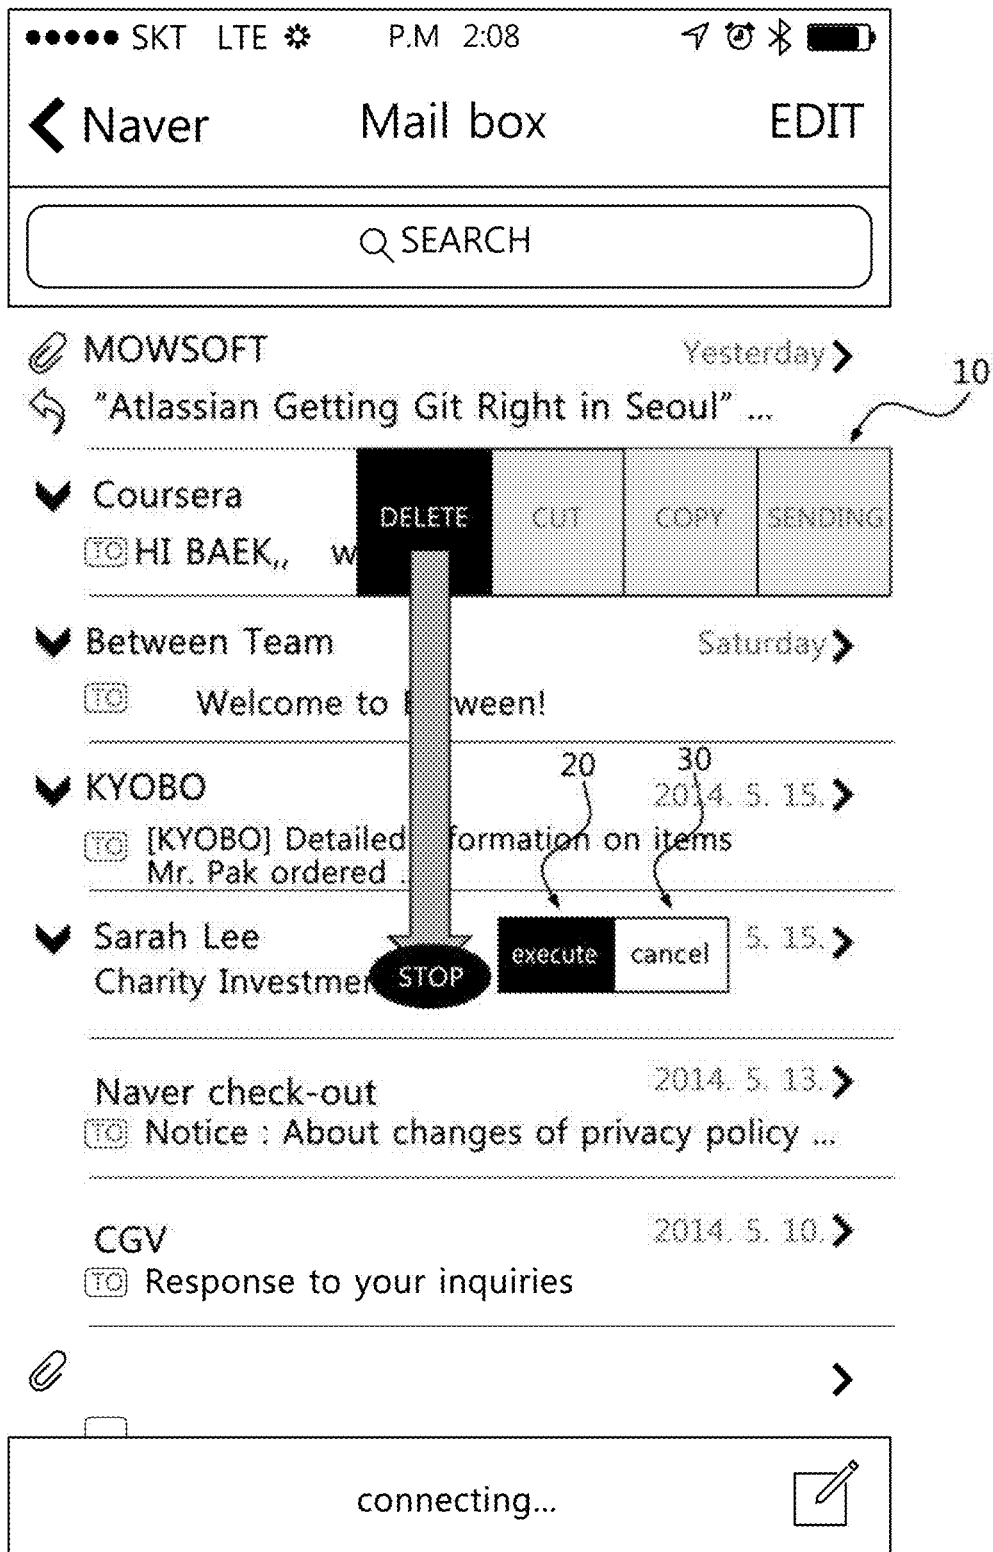 SKT LTE P.M 2:08
Naver Mail box EDIT
SEARCH
MOWSOFT Yesterday
10
"Atlassian Getting Git Right in Seoul" ...
Coursera
DELETE CUT COPY SENDING
TO HI BAEK,, w
Between Team Saturday
TO Welcome to ween!
20 30
KYOBO 2014. 5. 15.
TO [KYOBO] Detailed formation on items
Mr. Pak ordered .
Sarah Lee 5. 15.
execute cancel
Charity Investmen STOP
Naver check-out 2014. 5. 13.
TO Notice : About changes of privacy policy ...
CGV 2014. 5. 10.
TO Response to your inquiries
connecting...